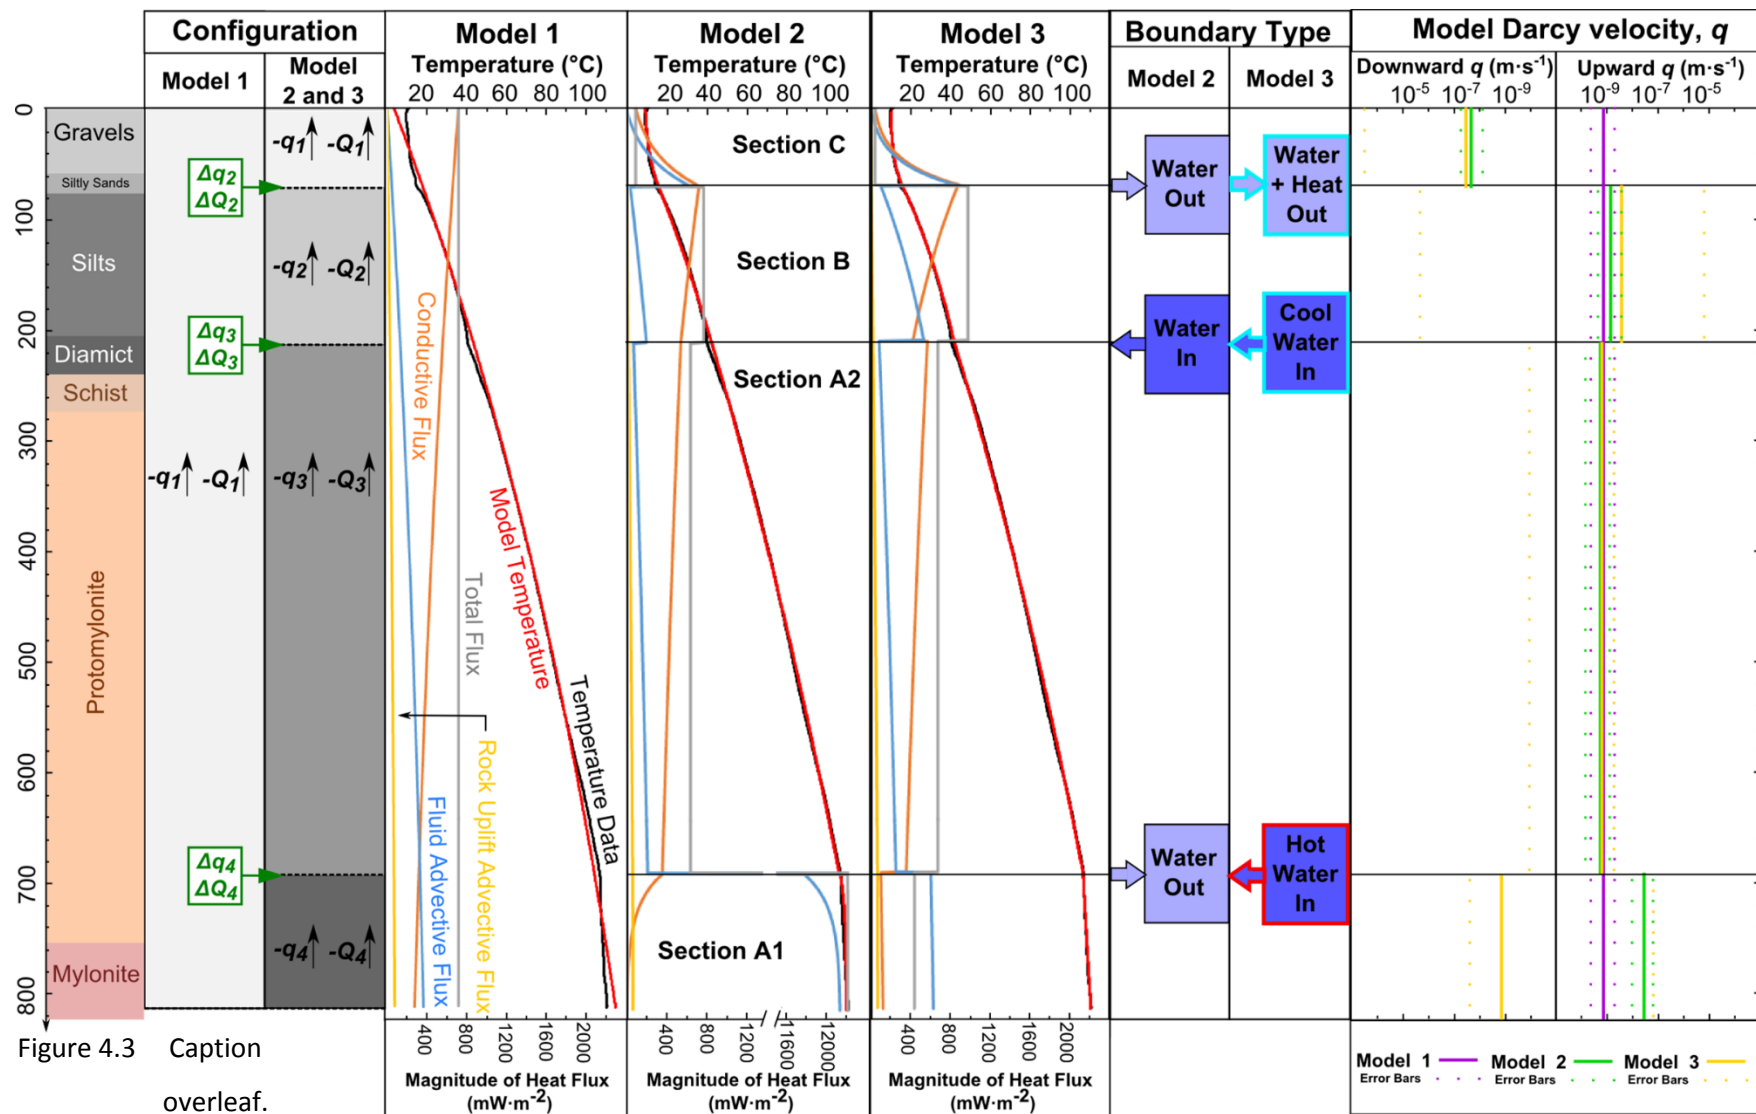 Configuration
Model 1
Model 2 and 3
Model 1
Temperature (°C)
20 40 60 80 100
Model 2
Temperature (°C)
20 40 60 80 100
Model 3
Temperature (°C)
20 40 60 80 100
Boundary Type
Model 2
Model 3
Model Darcy velocity, q
Downward q (m·s-1)
10-5 10-7 10-9
Upward q (m·s-1)
10-9 10-7 10-5
0
100
200
300
400
500
600
700
800
Gravels
Siltly Sands
Silts
Diamict
Schist
Protomylonite
Mylonite
Δq2
ΔQ2
Δq3
ΔQ3
Δq4
ΔQ4
-q1 -Q1
-q1 -Q1
-q2 -Q2
-q3 -Q3
-q4 -Q4
Conductive Flux
Model Temperature
Total Flux
Temperature Data
Rock Uplift Advective Flux
Fluid Advective Flux
Section C
Section B
Section A2
Section A1
Water
Out
Water
+ Heat
Out
Water
In
Cool
Water
In
Water
Out
Hot
Water
In
400 800 1200 2000
Magnitude of Heat Flux
(mW·m-2)
400 800 1200 11600 12000
Magnitude of Heat Flux
(mW·m-2)
400 800 1200 2000
Magnitude of Heat Flux
(mW·m-2)
Model 1 Model 2 Model 3
Error Bars Error Bars Error Bars
Figure 4.3 Caption
overleaf.